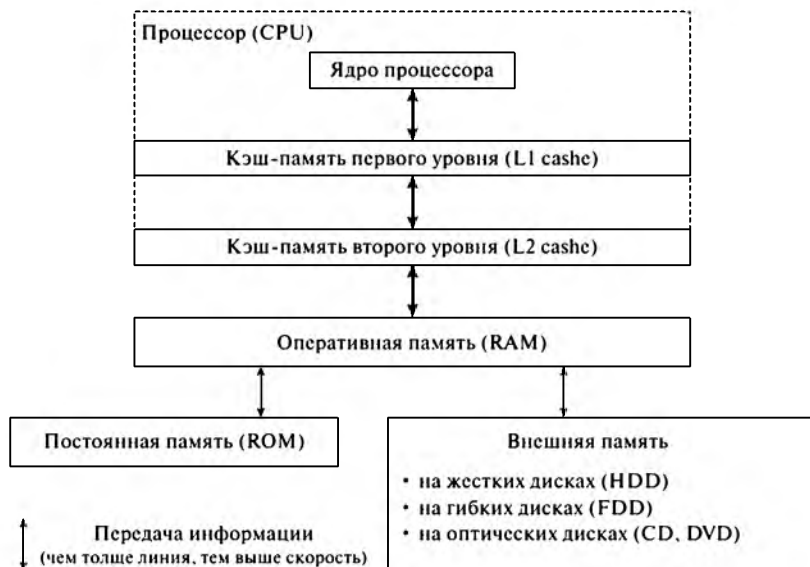 Процессор (CPU)
Ядро процессора
Кэш-память первого уровня (L1 cashe)
Кэш-память второго уровня (L2 cashe)
Оперативная память (RAM)
Постоянная память (ROM)
Внешняя память
• на жестких дисках (HDD)
• на гибких дисках (FDD)
• на оптических дисках (CD, DVD)
Передача информации
(чем толще линия, тем выше скорость)